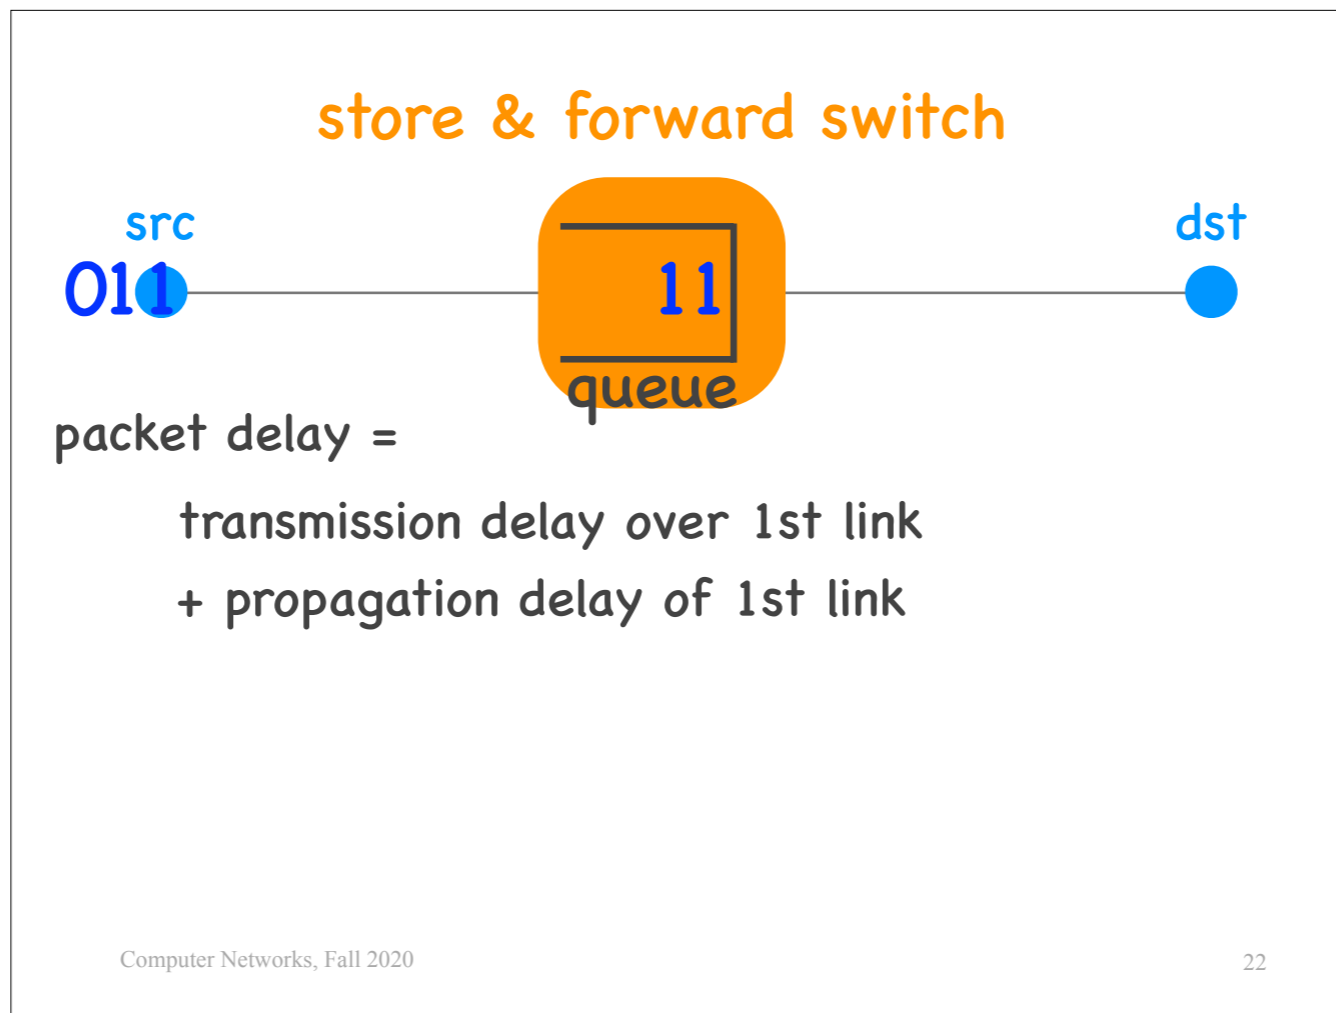 store & forward switch
src
dst
011
11
queue
packet delay =
transmission delay over 1st link
+ propagation delay of 1st link
Computer Networks, Fall 2020
22